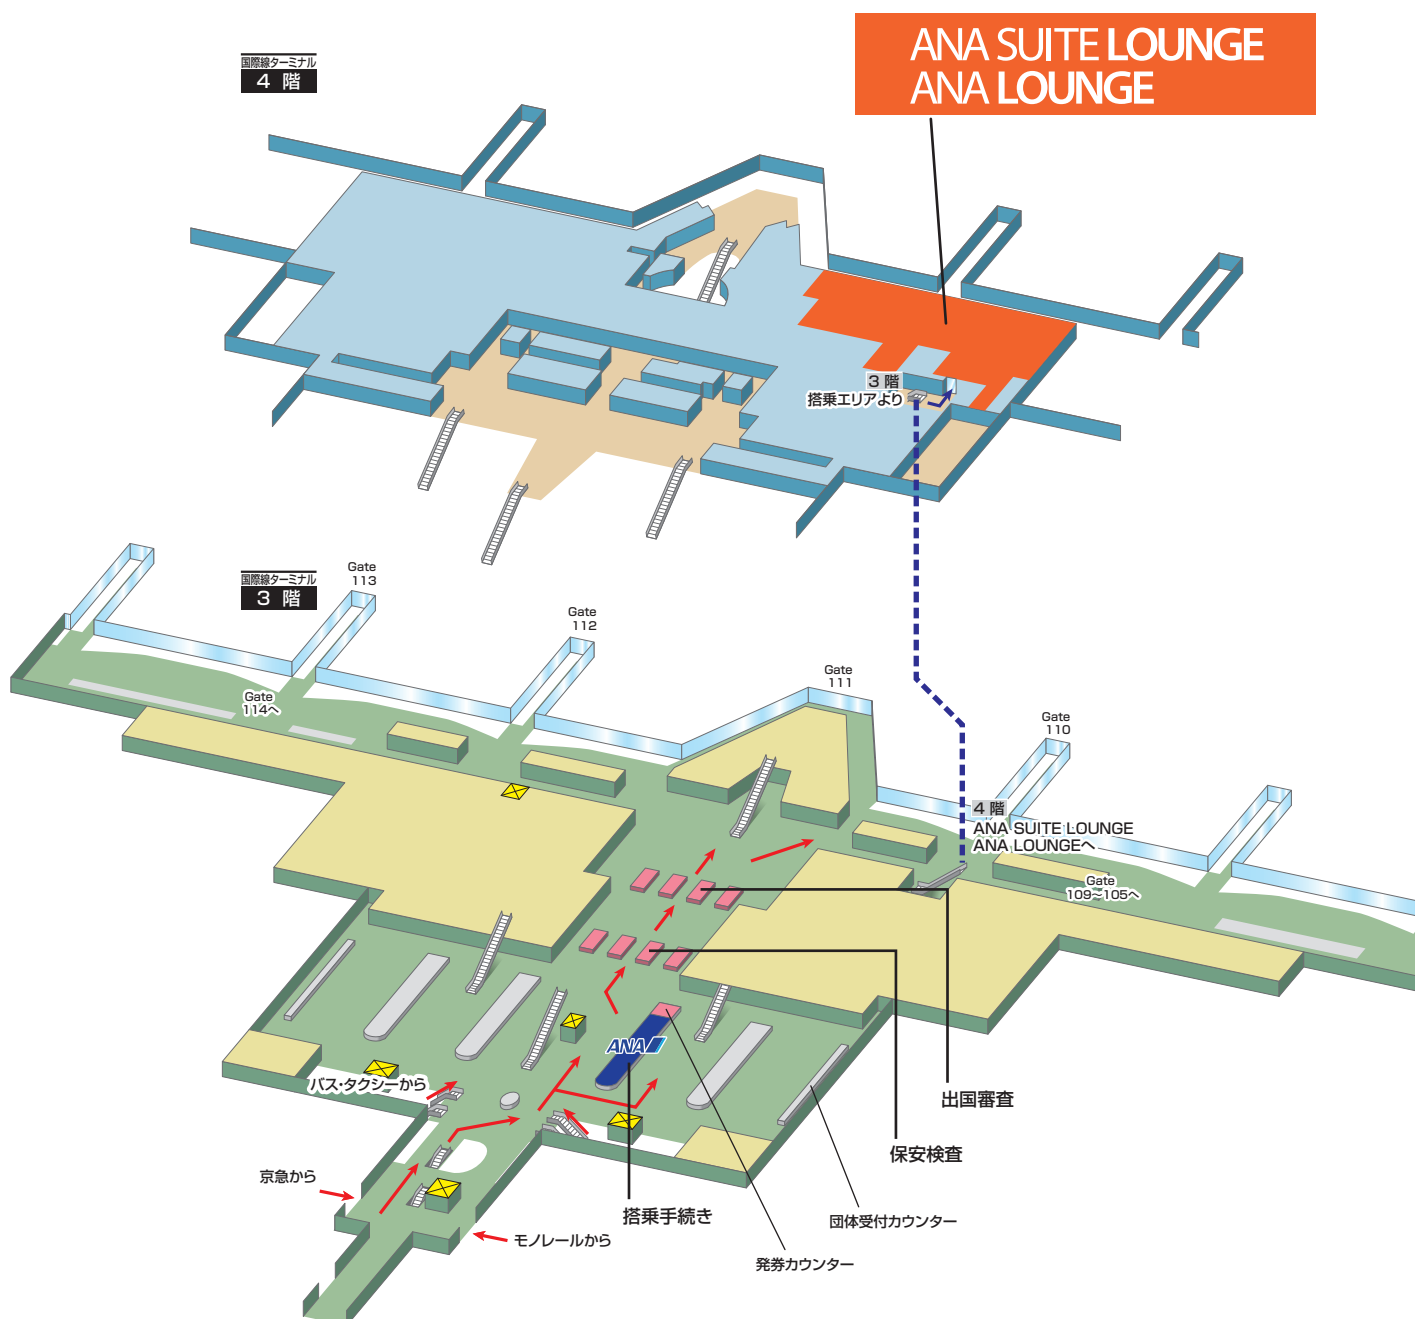 国際線ターミナル
4 階
ANA SUITE LOUNGE
ANA LOUNGE
3 階
搭乗エリアより
国際線ターミナル
3 階
Gate
113
Gate
112
Gate
111
Gate
110
Gate
114へ
4 階
ANA SUITE LOUNGE
ANA LOUNGEへ
Gate
109〜105へ
ANA
バス・タクシーから
出国審査
保安検査
京急から
搭乗手続き
団体受付カウンター
モノレールから
発券カウンター